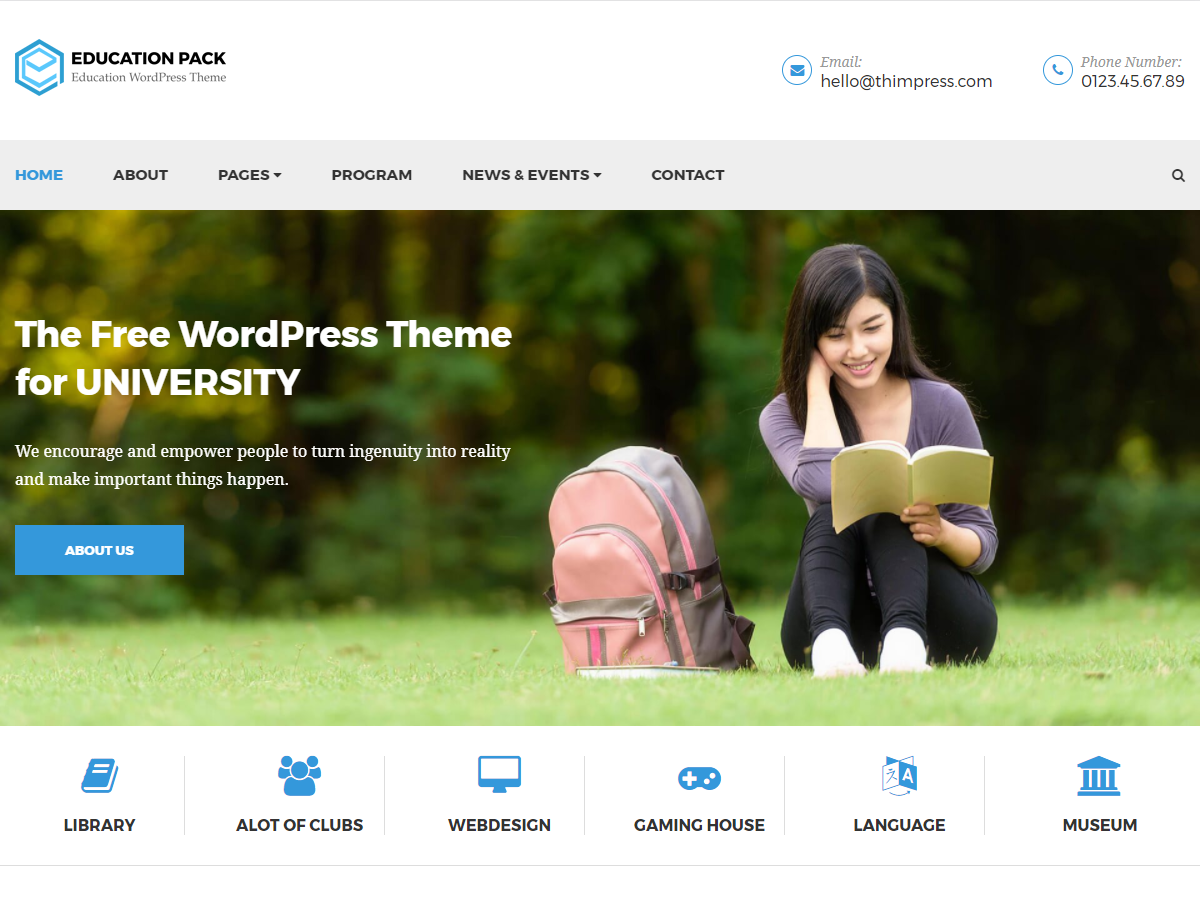 EDUCATION PACK
Education WordPress Theme
Email:
hello@thimpress.com
Phone Number:
0123.45.67.89
HOME ABOUT PAGES PROGRAM NEWS & EVENTS CONTACT
The Free WordPress Theme
for UNIVERSITY
We encourage and empower people to turn ingenuity into reality
and make important things happen.
ABOUT US
A
LIBRARY ALOT OF CLUBS WEBDESIGN GAMING HOUSE LANGUAGE MUSEUM